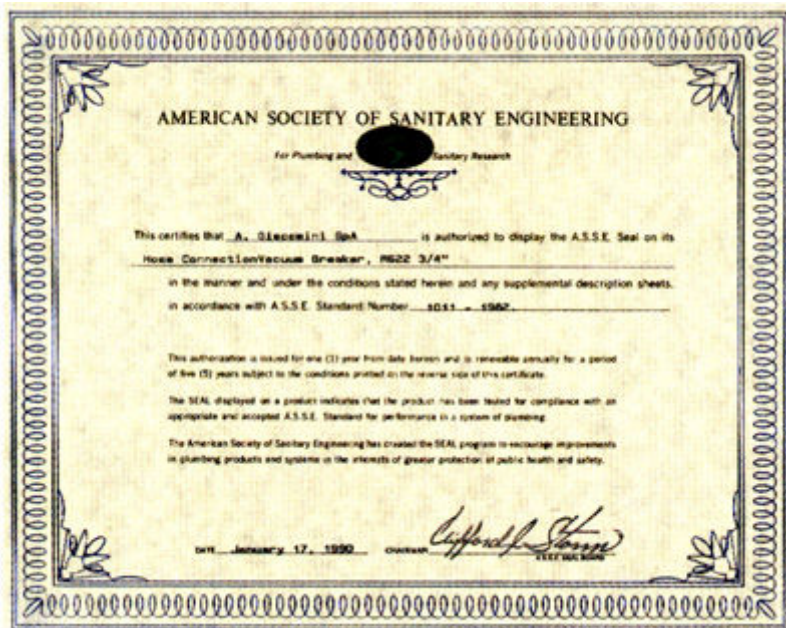 AMERICAN SOCIETY OF SANITARY ENGINEERING
For Plumbing and Sanitary Research
This certifies that A. Giacomini SpA is authorized to display the A.S.S.E. Seal on its
Hose ConnectionVacuum Breaker, R622 3/4"
in the manner and under the conditions stated herein and any supplemental description sheets.
in accordance with A.S.S.E. Standard Number 1011 - 1982.
This authorization is issued for one (1) year from date hereon and is renewable annually for a period
of five (5) years subject to the conditions printed on the reverse side of this certificate.
The SEAL displayed on a product indicates that the product has been tested for compliance with an
appropriate and accepted A.S.S.E. Standard for performance in a system of plumbing.
The American Society of Sanitary Engineering has created the SEAL program to encourage improvements
in plumbing products and systems in the interests of greater protection of public health and safety.
DATE January 17, 1990 CHAIRMAN Clifford J. Storm
A.S.S.E. SEAL BOARD